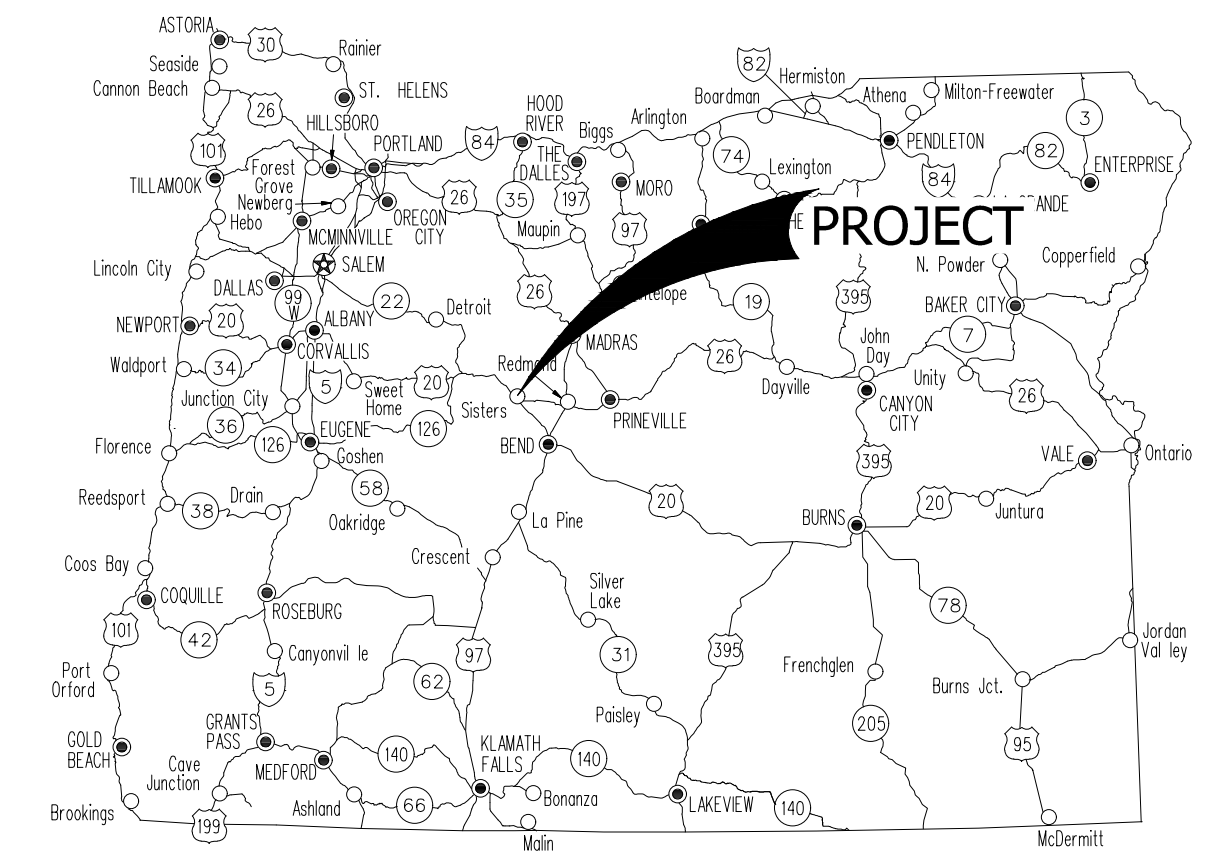 ASTORIA
30
Rainier
Seaside
Cannon Beach
ST. HELENS
26
HILLSBORO
101
PORTLAND
84
HOOD
RIVER
Biggs
Arlington
Boardman
82
Hermiston
Athena
Milton-Freewater
3
PENDLETON
82
ENTERPRISE
84
74
Lexington
THE
DALLES
MORO
Forest
Grove
TILLAMOOK
Newberg
26
35
197
97
Hebo
OREGON
CITY
MCMINNVILLE
Maupin
HE
PROJECT
ANDE
Lincoln City
SALEM
DALLAS
99
W
22
Detroit
26
telope
19
395
N. Powder
Copperfield
BAKER CITY
NEWPORT
20
ALBANY
CORVALLIS
MADRAS
26
John
Day
7
Waldport
34
5
Sweet
Home
20
Redmond
Dayville
Unity
26
Junction City
Sisters
PRINEVILLE
CANYON
CITY
36
126
EUGENE
126
BEND
Florence
Goshen
395
VALE
Ontario
Reedsport
38
Drain
58
Oakridge
La Pine
20
BURNS
20
Juntura
Crescent
Coos Bay
COQUILLE
ROSEBURG
Silver
Lake
78
101
42
97
31
395
Jordan
Val ley
Canyonvil le
Frenchglen
Port
Orford
5
62
Burns Jct.
Paisley
205
GRANTS
PASS
GOLD
BEACH
95
KLAMATH
FALLS
140
140
MEDFORD
Cave
Junction
Ashland
66
Bonanza
LAKEVIEW
140
Brookings
199
Malin
McDermitt